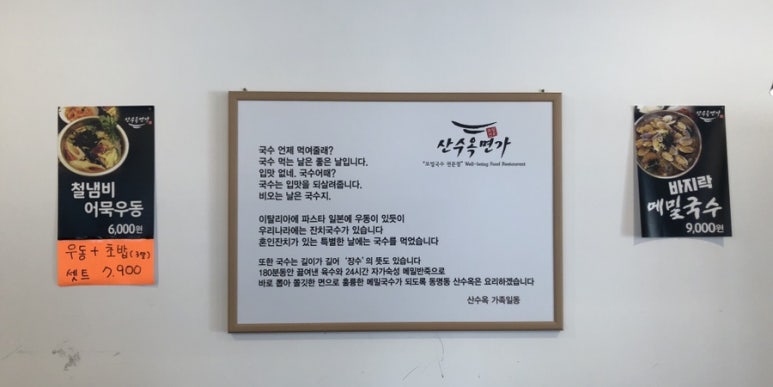 산수옥면가
철냄비
어묵우동
6,000원
우동 + 초밥(3알)
셋트 7,900
산수옥면가
"모밀국수 전문점" Well-being Food Restaurant
국수 언제 먹여줄래?
국수 먹는 날은 좋은 날입니다.
입맛 없네. 국수어때?
국수는 입맛을 되살려줍니다.
비오는 날은 국수지.
이탈리아에 파스타 일본에 우동이 있듯이
우리나라에는 잔치국수가 있습니다
혼인잔치가 있는 특별한 날에는 국수를 먹었습니다
또한 국수는 길이가 길어 '장수' 의 뜻도 있습니다
180분동안 끓여낸 육수와 24시간 자가숙성 메밀반죽으로
바로 뽑아 쫄깃한 면으로 훌륭한 메밀국수가 되도록 동명동 산수옥은 요리하겠습니다
산수옥 가족일동
산수옥면가
바지락
메밀국수
9,000원